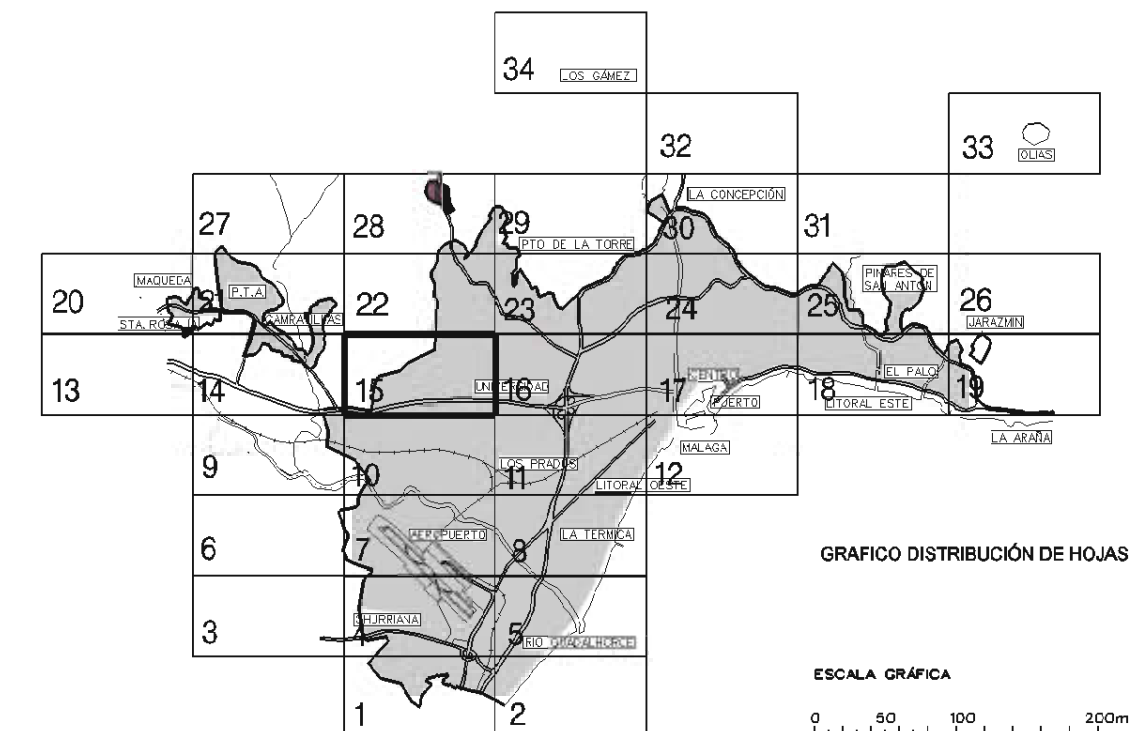 34 LOS GÁMEZ
32
33
OLIAS
LA CONCEPCIÓN
27 28 29 30 31
PTO DE LA TORRE
MAQUEDA
P.T.A.
PINARES DE
SAN ANTON
20 21 22 23 24 25 26
STA. ROSALIA
CAMPANILLAS
JARAZMIN
13 14 15 16 17 18 19
UNIVERSIDAD
CENTRO
EL PALO
PUERTO
LITORAL ESTE
LA ARAÑA
MALAGA
9 10 11 12
LOS PRADOS
LITORAL OESTE
6 7 8
AEROPUERTO
LA TERMICA
GRAFICO DISTRIBUCIÓN DE HOJAS
3 5
CHURRIANA
RIO GUADALHORCE
ESCALA GRÁFICA
1 2
0 50 100 200m